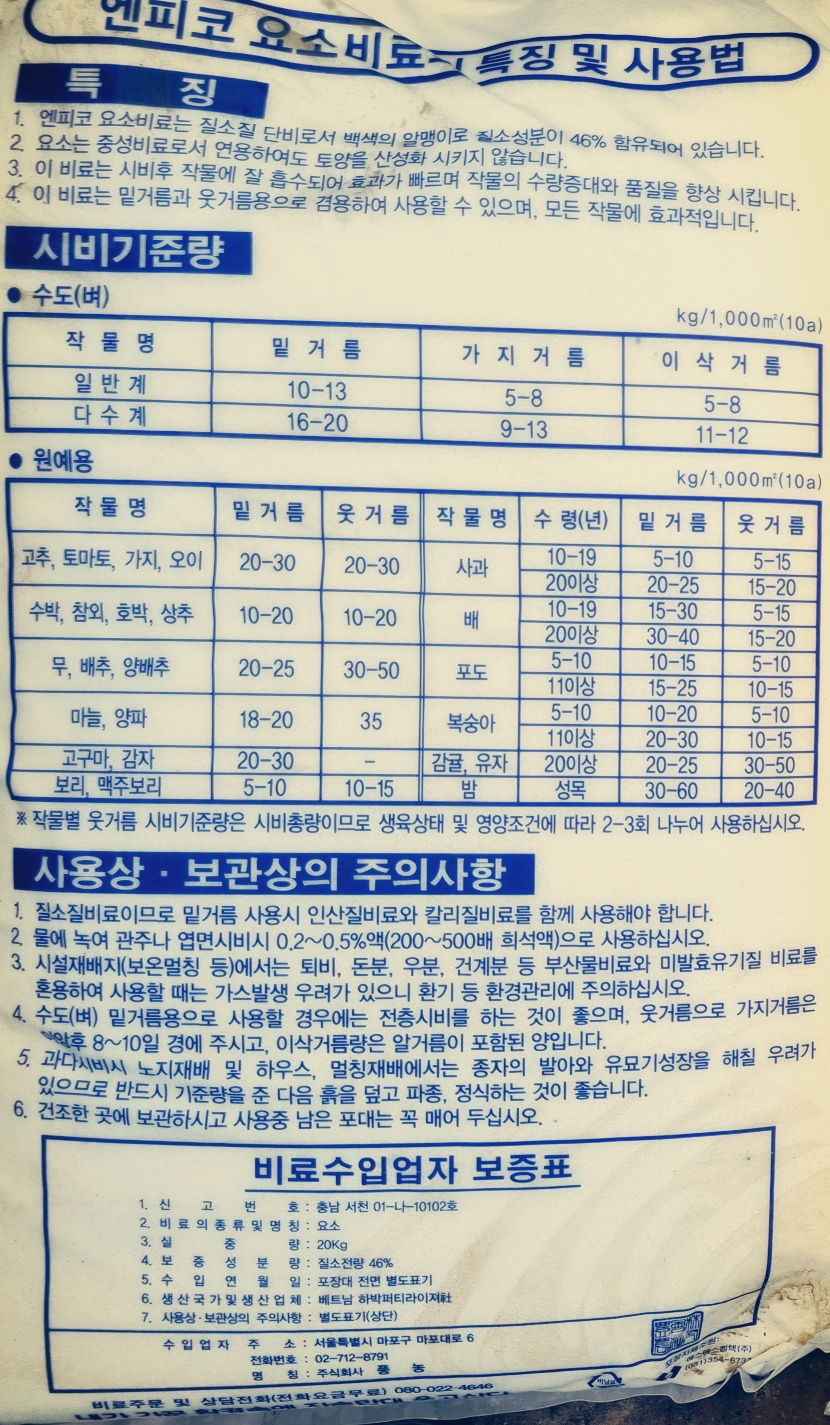 엔피코 요소비료의 특징 및 사용법
특 징
1. 엔피코 요소비료는 질소질 단비로서 백색의 알맹이로 질소성분이 46% 함유되어 있습니다.
2. 요소는 중성비료로서 연용하여도 토양을 산성화 시키지 않습니다.
3. 이 비료는 시비후 작물에 잘 흡수되어 효과가 빠르며 작물의 수량증대와 품질을 향상 시킵니다.
4. 이 비료는 밑거름과 웃거름용으로 겸용하여 사용할 수 있으며, 모든 작물에 효과적입니다.
시비기준량
● 수도(벼)
kg/1,000㎡(10a)
작 물 명 밑 거 름 가 지 거 름 이 삭 거 름
일 반 계 10-13 5-8 5-8
다 수 계 16-20 9-13 11-12
● 원예용
kg/1,000㎡(10a)
작 물 명 밑 거 름 웃 거 름 작 물 명 수 령(년) 밑 거 름 웃 거 름
고추, 토마토, 가지, 오이 20-30 20-30 사과 10-19 5-10 5-15
20이상 20-25 15-20
수박, 참외, 호박, 상추 10-20 10-20 배 10-19 15-30 5-15
20이상 30-40 15-20
무, 배추, 양배추 20-25 30-50 포도 5-10 10-15 5-10
11이상 15-25 10-15
마늘, 양파 18-20 35 복숭아 5-10 10-20 5-10
11이상 20-30 10-15
고구마, 감자 20-30 - 감귤, 유자 20이상 20-25 30-50
보리, 맥주보리 5-10 10-15 밤 성목 30-60 20-40
※ 작물별 웃거름 시비기준량은 시비총량이므로 생육상태 및 영양조건에 따라 2-3회 나누어 사용하십시오.
사용상 · 보관상의 주의사항
1. 질소질비료이므로 밑거름 사용시 인산질비료와 칼리질비료를 함께 사용해야 합니다.
2. 물에 녹여 관주나 엽면시비시 0.2~0.5%액(200~500배 희석액)으로 사용하십시오.
3. 시설재배지(보온멀칭 등)에서는 퇴비, 돈분, 우분, 건계분 등 부산물비료와 미발효유기질 비료를
혼용하여 사용할 때는 가스발생 우려가 있으니 환기 등 환경관리에 주의하십시오.
4. 수도(벼) 밑거름용으로 사용할 경우에는 전층시비를 하는 것이 좋으며, 웃거름으로 가지거름은
8~10일 경에 주시고, 이삭거름량은 알거름이 포함된 양입니다.
5. 과다시비시 노지재배 및 하우스, 멀칭재배에서는 종자의 발아와 유묘기성장을 해칠 우려가
있으므로 반드시 기준량을 준 다음 흙을 덮고 파종, 정식하는 것이 좋습니다.
6. 건조한 곳에 보관하시고 사용중 남은 포대는 꼭 매어 두십시오.
비료수입업자 보증표
1. 신 고 번 호 : 충남 서천 01-나-10102호
2. 비 료 의 종 류 및 명 칭 : 요소
3. 실 중 량 : 20Kg
4. 보 증 성 분 량 : 질소전량 46%
5. 수 입 연 월 일 : 포장대 전면 별도표기
6. 생 산 국 가 및 생 산 업 체 : 베트남 하박퍼티라이져社
7. 사용상·보관상의 주의사항 : 별도표기(상단)
수 입 업 자 주 소 : 서울특별시 마포구 마포대로 6
전화번호 : 02-712-8791
명 칭 : 주식회사 풍 농
비료주문 및 상담전화(전화요금무료) 080-022-4646